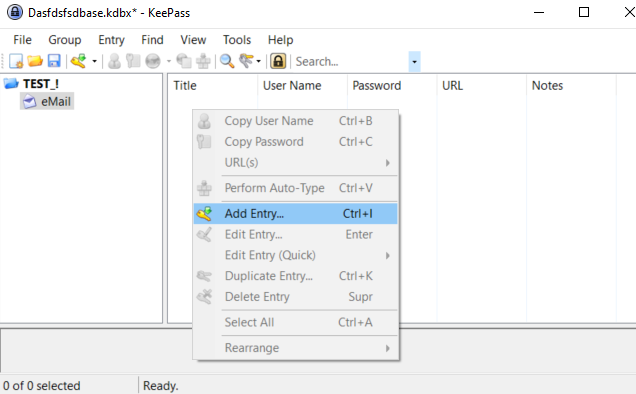 Dasfdsfsdbase.kdbx* - KeePass
File Group Entry Find View Tools Help
Search...
TEST_!
eMail
Title User Name Password URL Notes
Copy User Name Ctrl+B
Copy Password Ctrl+C
URL(s)
Perform Auto-Type Ctrl+V
Add Entry... Ctrl+I
Edit Entry... Enter
Edit Entry (Quick)
Duplicate Entry... Ctrl+K
Delete Entry Supr
Select All Ctrl+A
Rearrange
0 of 0 selected Ready.